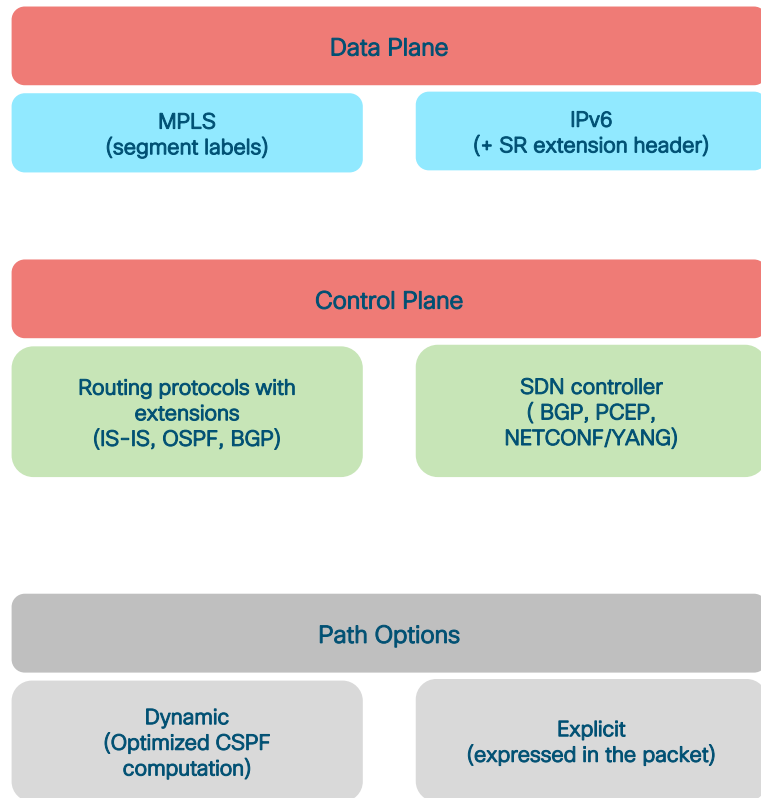 Data Plane
MPLS
(segment labels)
IPv6
(+ SR extension header)
Control Plane
Routing protocols with
extensions
(IS-IS, OSPF, BGP)
SDN controller
( BGP, PCEP,
NETCONF/YANG)
Path Options
Dynamic
(Optimized CSPF
computation)
Explicit
(expressed in the packet)